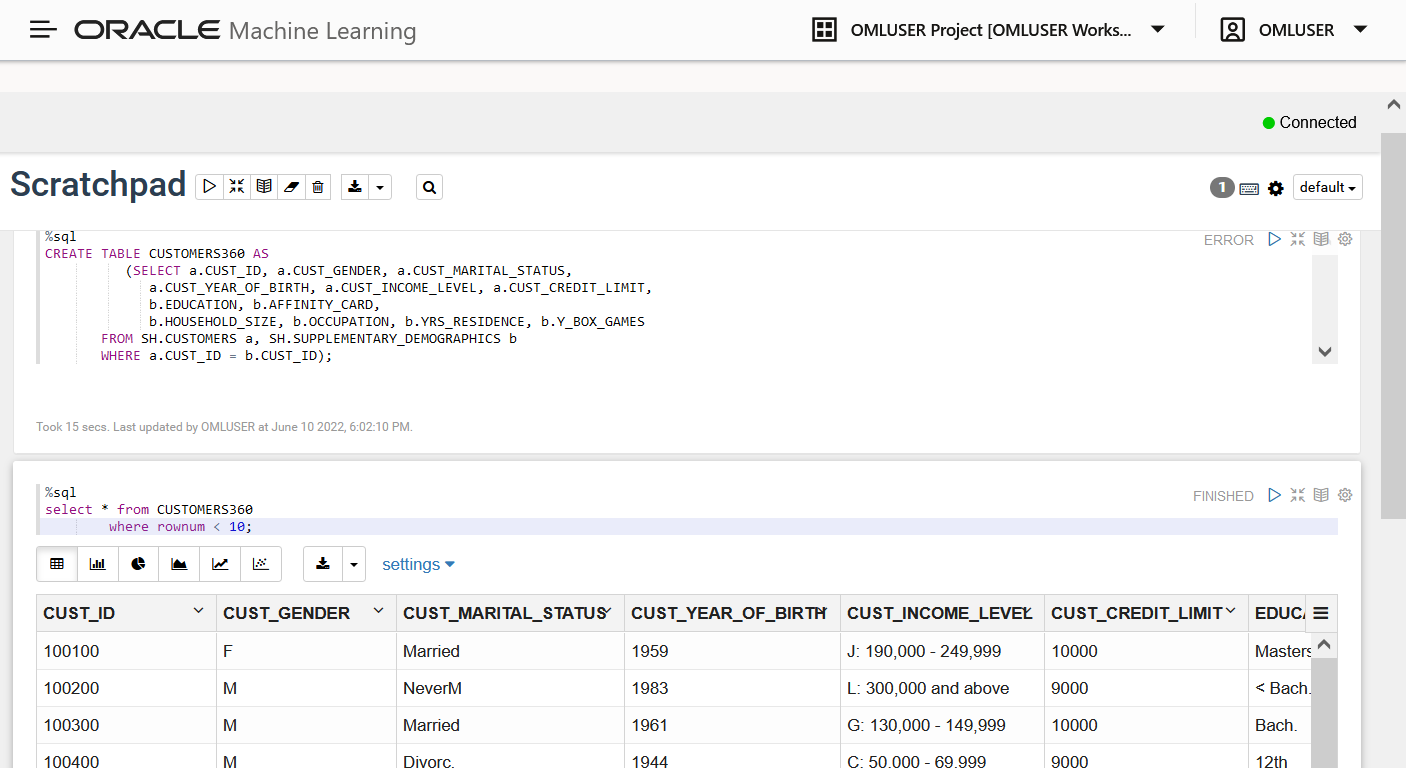 ORACLE Machine Learning
OMLUSER Project [OMLUSER Works...
OMLUSER
Connected
Scratchpad
1
default
%sql
ERROR
CREATE TABLE CUSTOMERS360 AS
(SELECT a.CUST_ID, a.CUST_GENDER, a.CUST_MARITAL_STATUS,
a.CUST_YEAR_OF_BIRTH, a.CUST_INCOME_LEVEL, a.CUST_CREDIT_LIMIT,
b.EDUCATION, b.AFFINITY_CARD,
b.HOUSEHOLD_SIZE, b.OCCUPATION, b.YRS_RESIDENCE, b.Y_BOX_GAMES
FROM SH.CUSTOMERS a, SH.SUPPLEMENTARY_DEMOGRAPHICS b
WHERE a.CUST_ID = b.CUST_ID);
Took 15 secs. Last updated by OMLUSER at June 10 2022, 6:02:10 PM.
%sql
FINISHED
select * from CUSTOMERS360
where rownum < 10;
settings
CUST_ID CUST_GENDER CUST_MARITAL_STATUS CUST_YEAR_OF_BIRTH CUST_INCOME_LEVEL CUST_CREDIT_LIMIT EDUCA
100100 F Married 1959 J: 190,000 - 249,999 10000 Masters
100200 M NeverM 1983 L: 300,000 and above 9000 < Bach.
100300 M Married 1961 G: 130,000 - 149,999 10000 Bach.
100400 M Divorc. 1944 C: 50,000 - 69,999 9000 12th